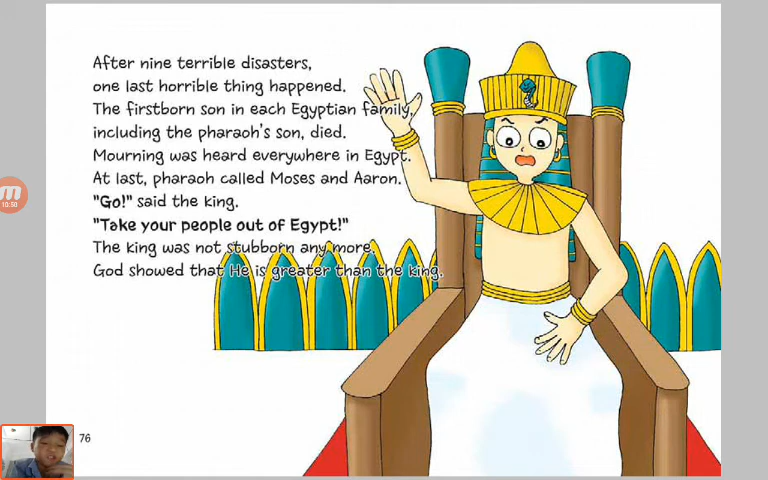 After nine terrible disasters,
one last horrible thing happened.
The firstborn son in each Egyptian family,
including the pharaoh's son, died.
Mourning was heard everywhere in Egypt.
At last, pharaoh called Moses and Aaron.
"Go!" said the king.
"Take your people out of Egypt!"
The king was not stubborn anymore.
God showed that He is greater than the king.
76
10:50